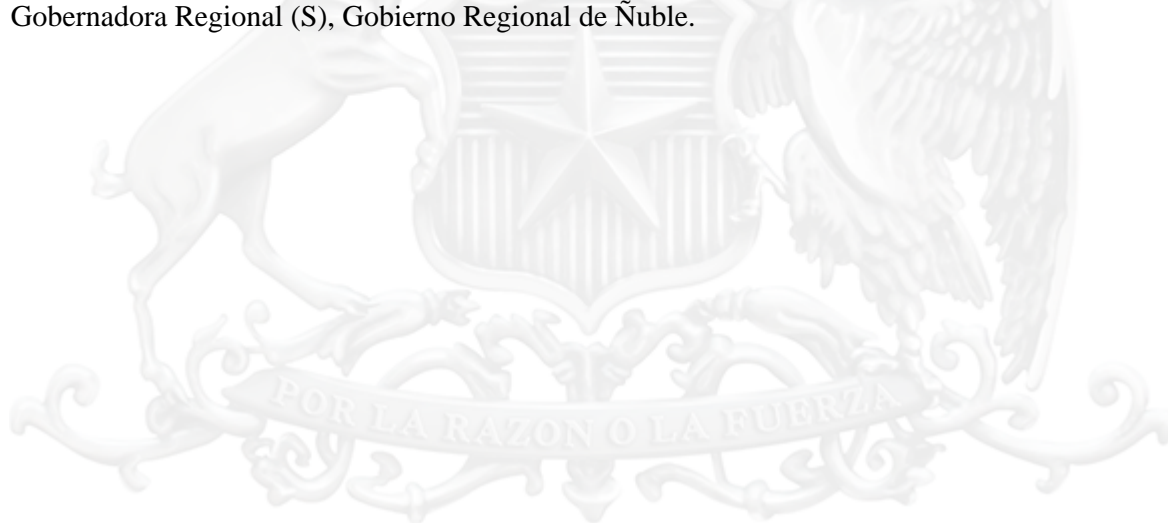 Gobernadora Regional (S), Gobierno Regional de Ñuble.
POR LA RAZON O LA FUERZA